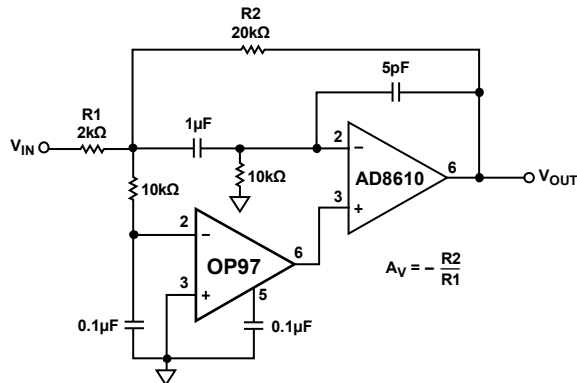 R2
20kΩ
5pF
R1
2kΩ
1µF
V_IN
2
−
AD8610
6
V_OUT
10kΩ
10kΩ
3
+
2
−
6
OP97
A_V = − R2/R1
3
+
5
0.1µF
0.1µF